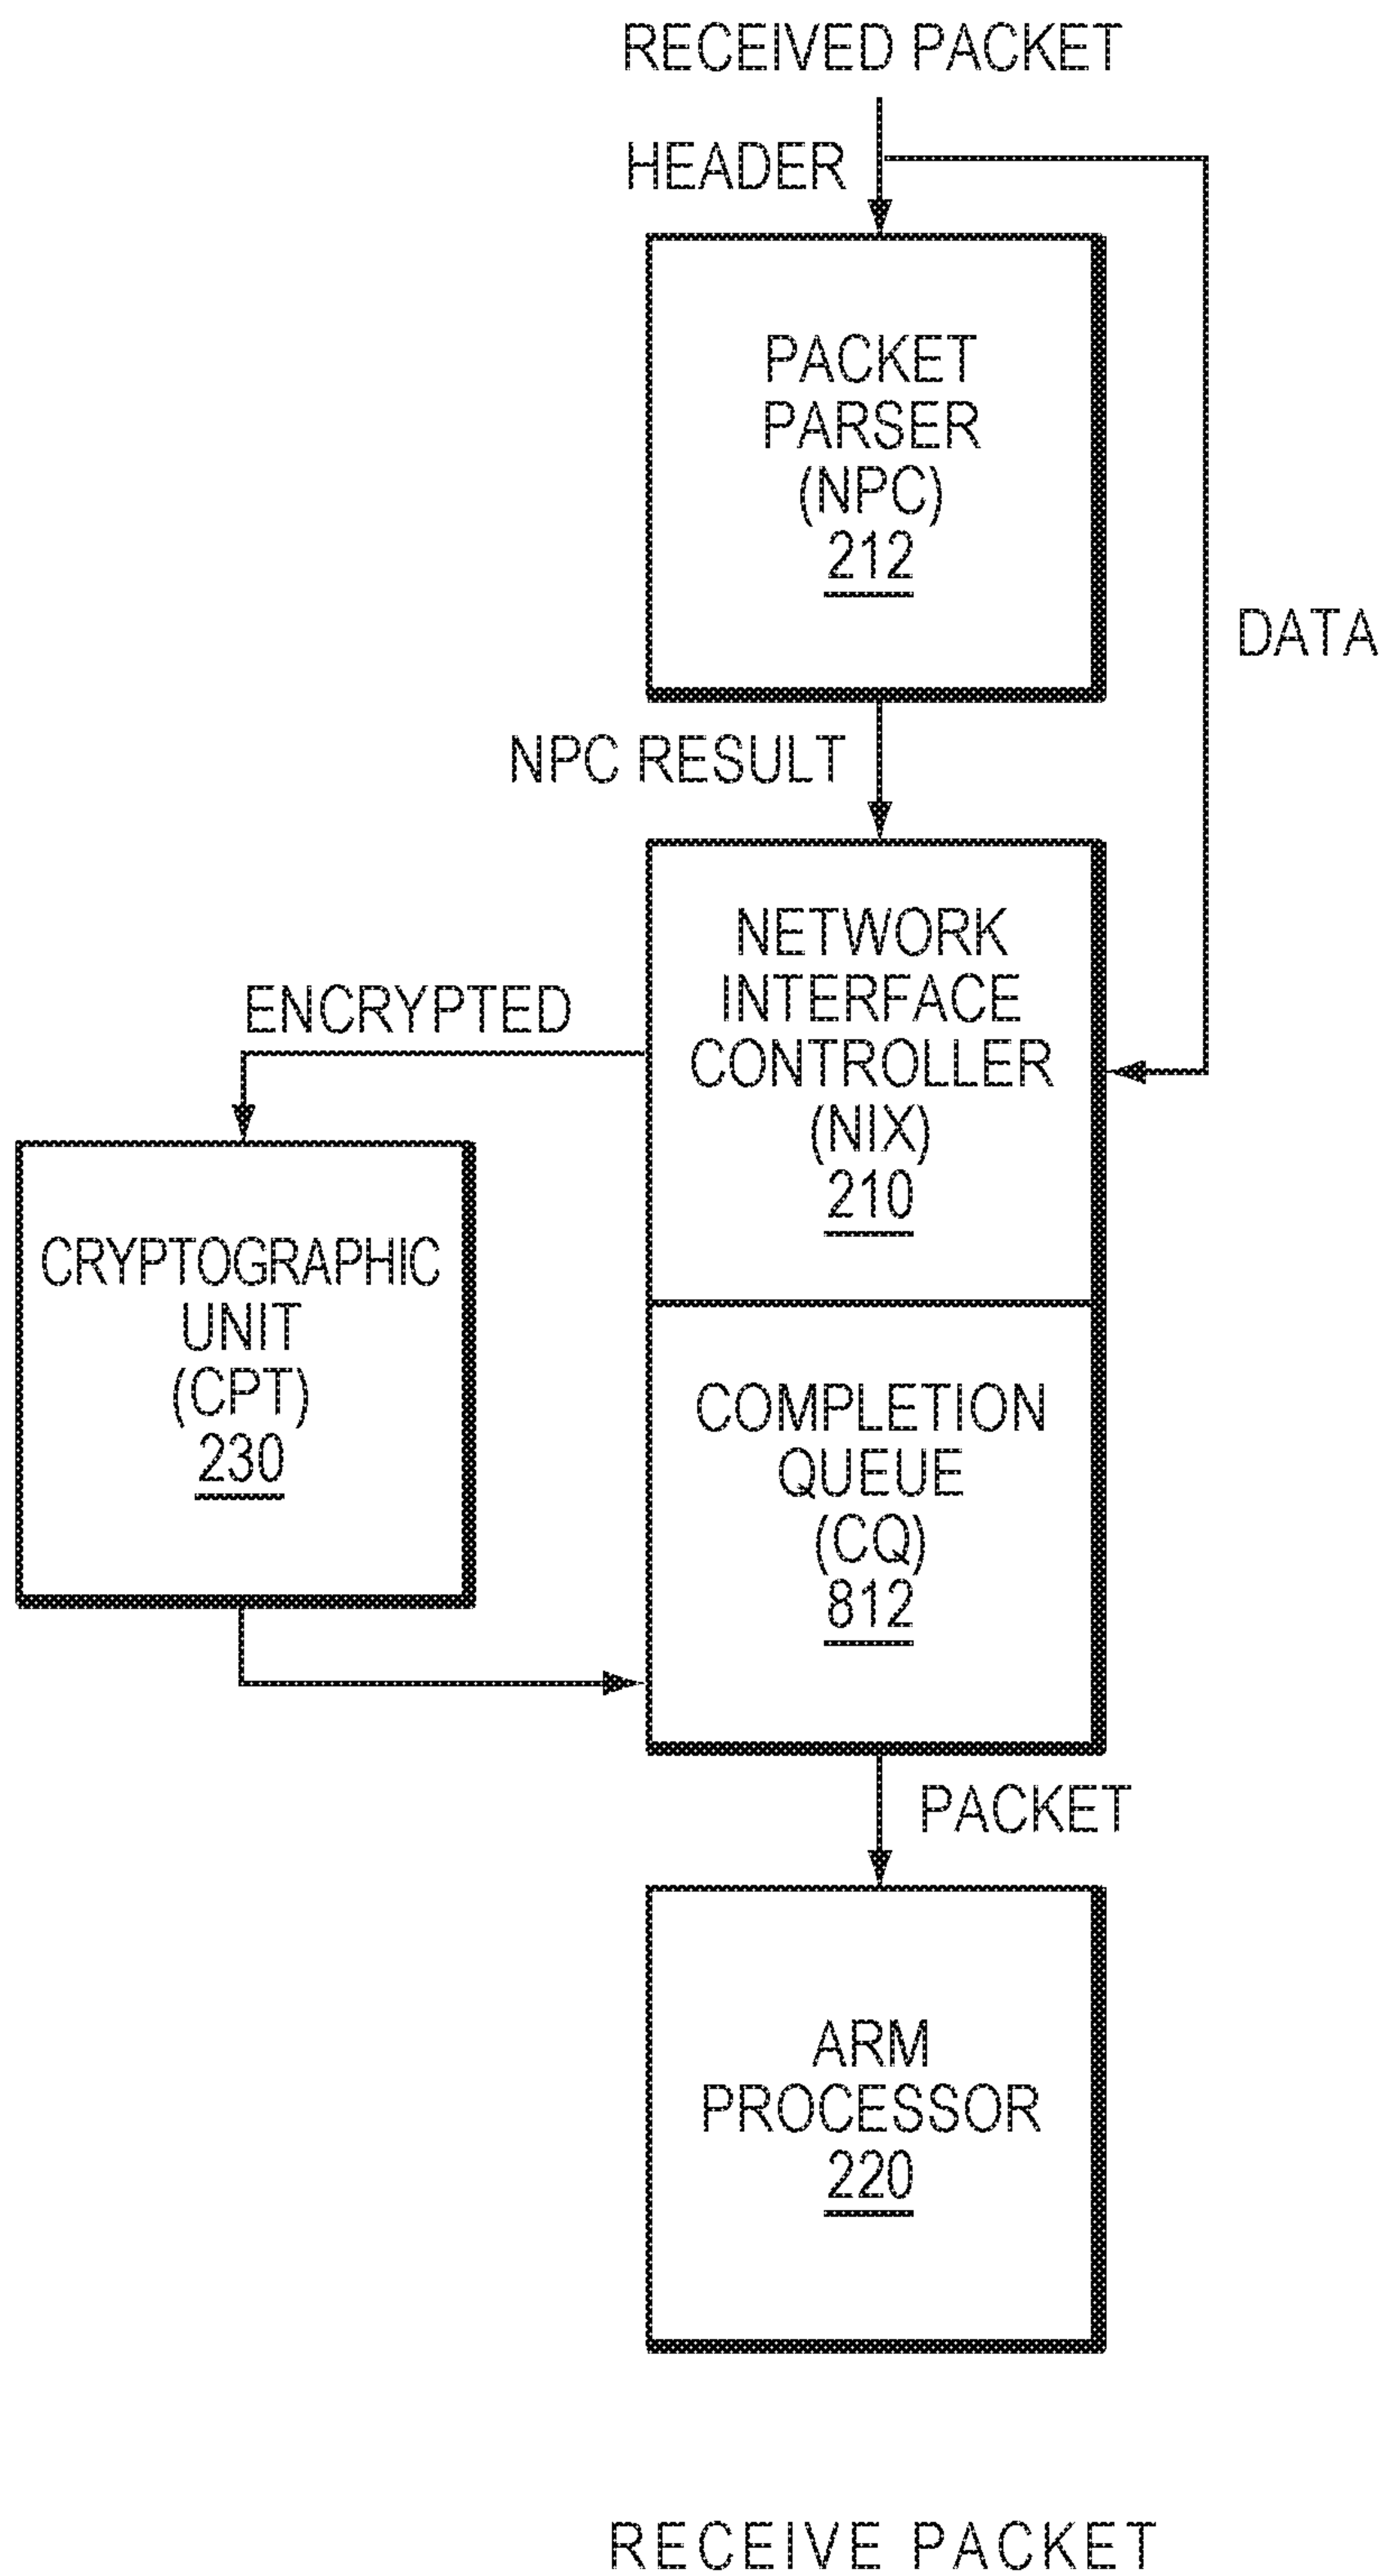 RECEIVED PACKET
HEADER
PACKET
PARSER
(NPC)
212
DATA
NPC RESULT
NETWORK
INTERFACE
CONTROLLER
(NIX)
210
ENCRYPTED
CRYPTOGRAPHIC
UNIT
(CPT)
230
COMPLETION
QUEUE
(CQ)
812
PACKET
ARM
PROCESSOR
220
RECEIVE PACKET